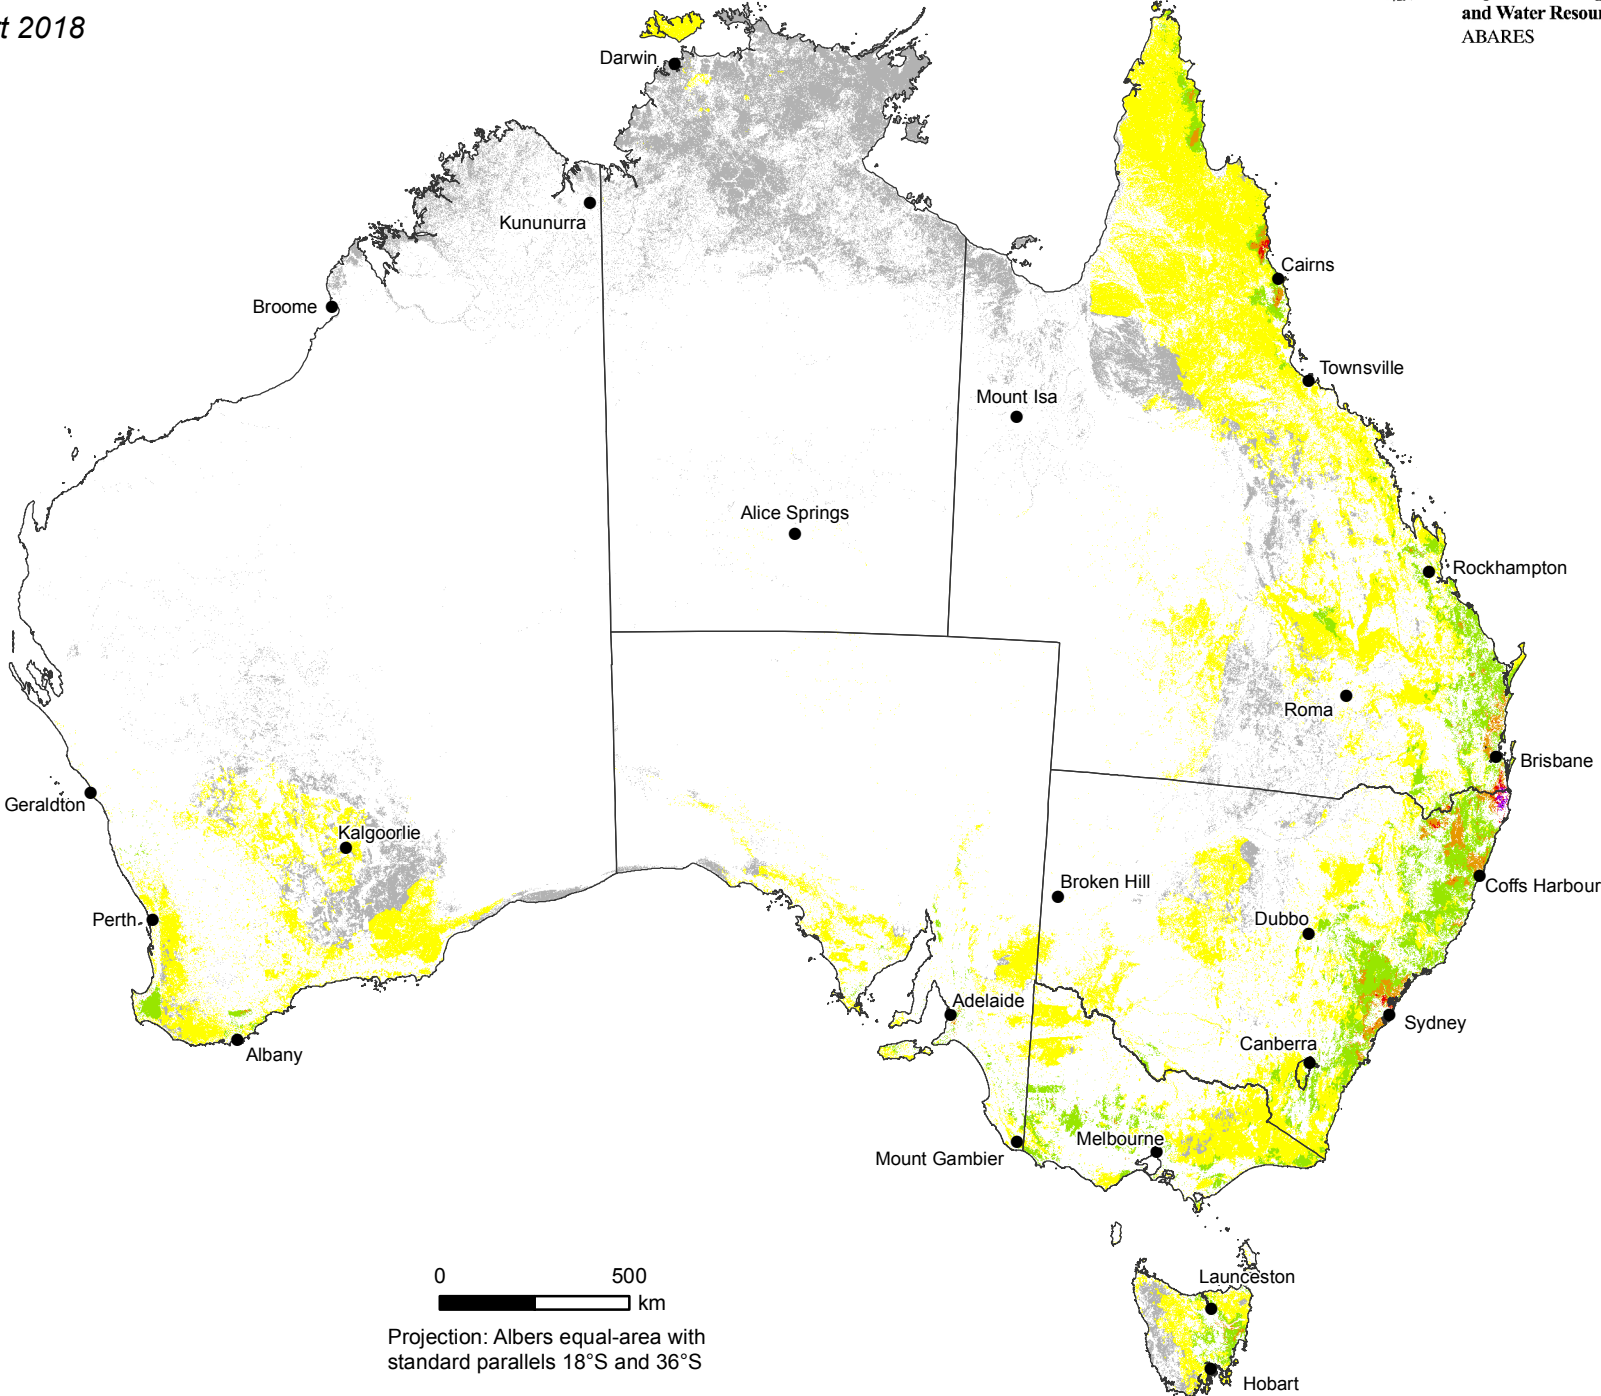 t 2018
and Water Resou
ABARES
Darwin
Kununurra
Cairns
Broome
Townsville
Mount Isa
Alice Springs
Rockhampton
Roma
Brisbane
Geraldton
Kalgoorlie
Broken Hill
Coffs Harbour
Perth
Dubbo
Adelaide
Sydney
Canberra
Albany
Melbourne
Mount Gambier
0 500
km
Launceston
Projection: Albers equal-area with
standard parallels 18°S and 36°S
Hobart